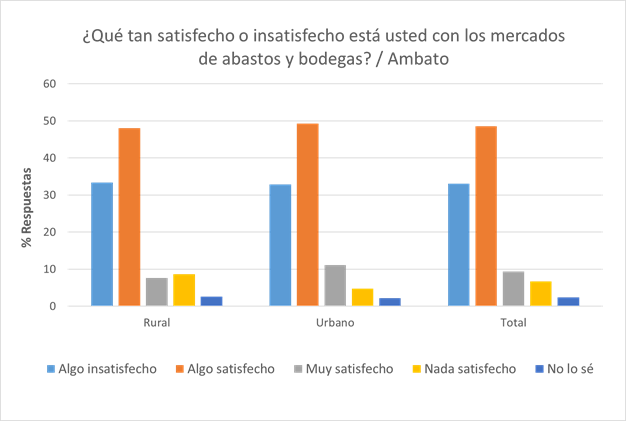 ¿Qué tan satisfecho o insatisfecho está usted con los mercados
de abastos y bodegas? / Ambato
60
50
40
30
20
10
0
% Respuestas
Rural Urbano Total
Algo insatisfecho Algo satisfecho Muy satisfecho Nada satisfecho No lo sé